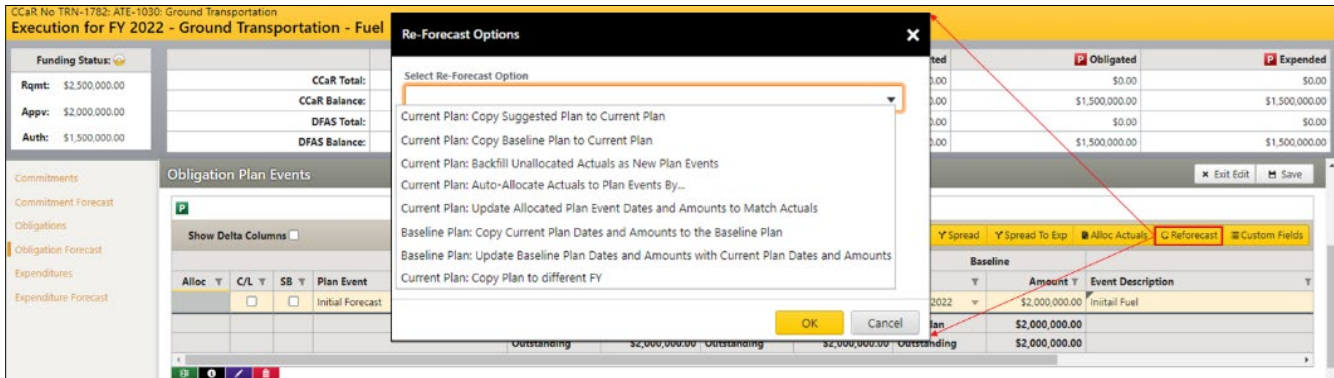 CCaR No TRN-1782: ATE-1030: Ground Transportation
Execution for FY 2022 - Ground Transportation - Fuel
Re-Forecast Options
Funding Status:
Rqmt: $2,500,000.00
Appv: $2,000,000.00
Auth: $1,500,000.00
ted P Obligated P Expended
CCaR Total: 0.00 $0.00 $0.00
CCaR Balance: 0.00 $1,500,000.00 $1,500,000.00
DFAS Total: 0.00 $0.00 $0.00
DFAS Balance: 0.00 $1,500,000.00 $1,500,000.00
Select Re-Forecast Option
Current Plan: Copy Suggested Plan to Current Plan
Current Plan: Copy Baseline Plan to Current Plan
Current Plan: Backfill Unallocated Actuals as New Plan Events
Current Plan: Auto-Allocate Actuals to Plan Events By...
Current Plan: Update Allocated Plan Event Dates and Amounts to Match Actuals
Baseline Plan: Copy Current Plan Dates and Amounts to the Baseline Plan
Baseline Plan: Update Baseline Plan Dates and Amounts with Current Plan Dates and Amounts
Current Plan: Copy Plan to different FY
OK Cancel
Commitments
Commitment Forecast
Obligations
Obligation Forecast
Expenditures
Expenditure Forecast
Obligation Plan Events
Exit Edit Save
P
Show Delta Columns
Spread Spread To Exp Alloc Actuals Reforecast Custom Fields
Baseline
Alloc C/L SB Plan Event Amount Event Description
Initial Forecast 2022 $2,000,000.00 Iniitail Fuel
lan $2,000,000.00
Outstanding $2,000,000.00 Outstanding $2,000,000.00 Outstanding $2,000,000.00